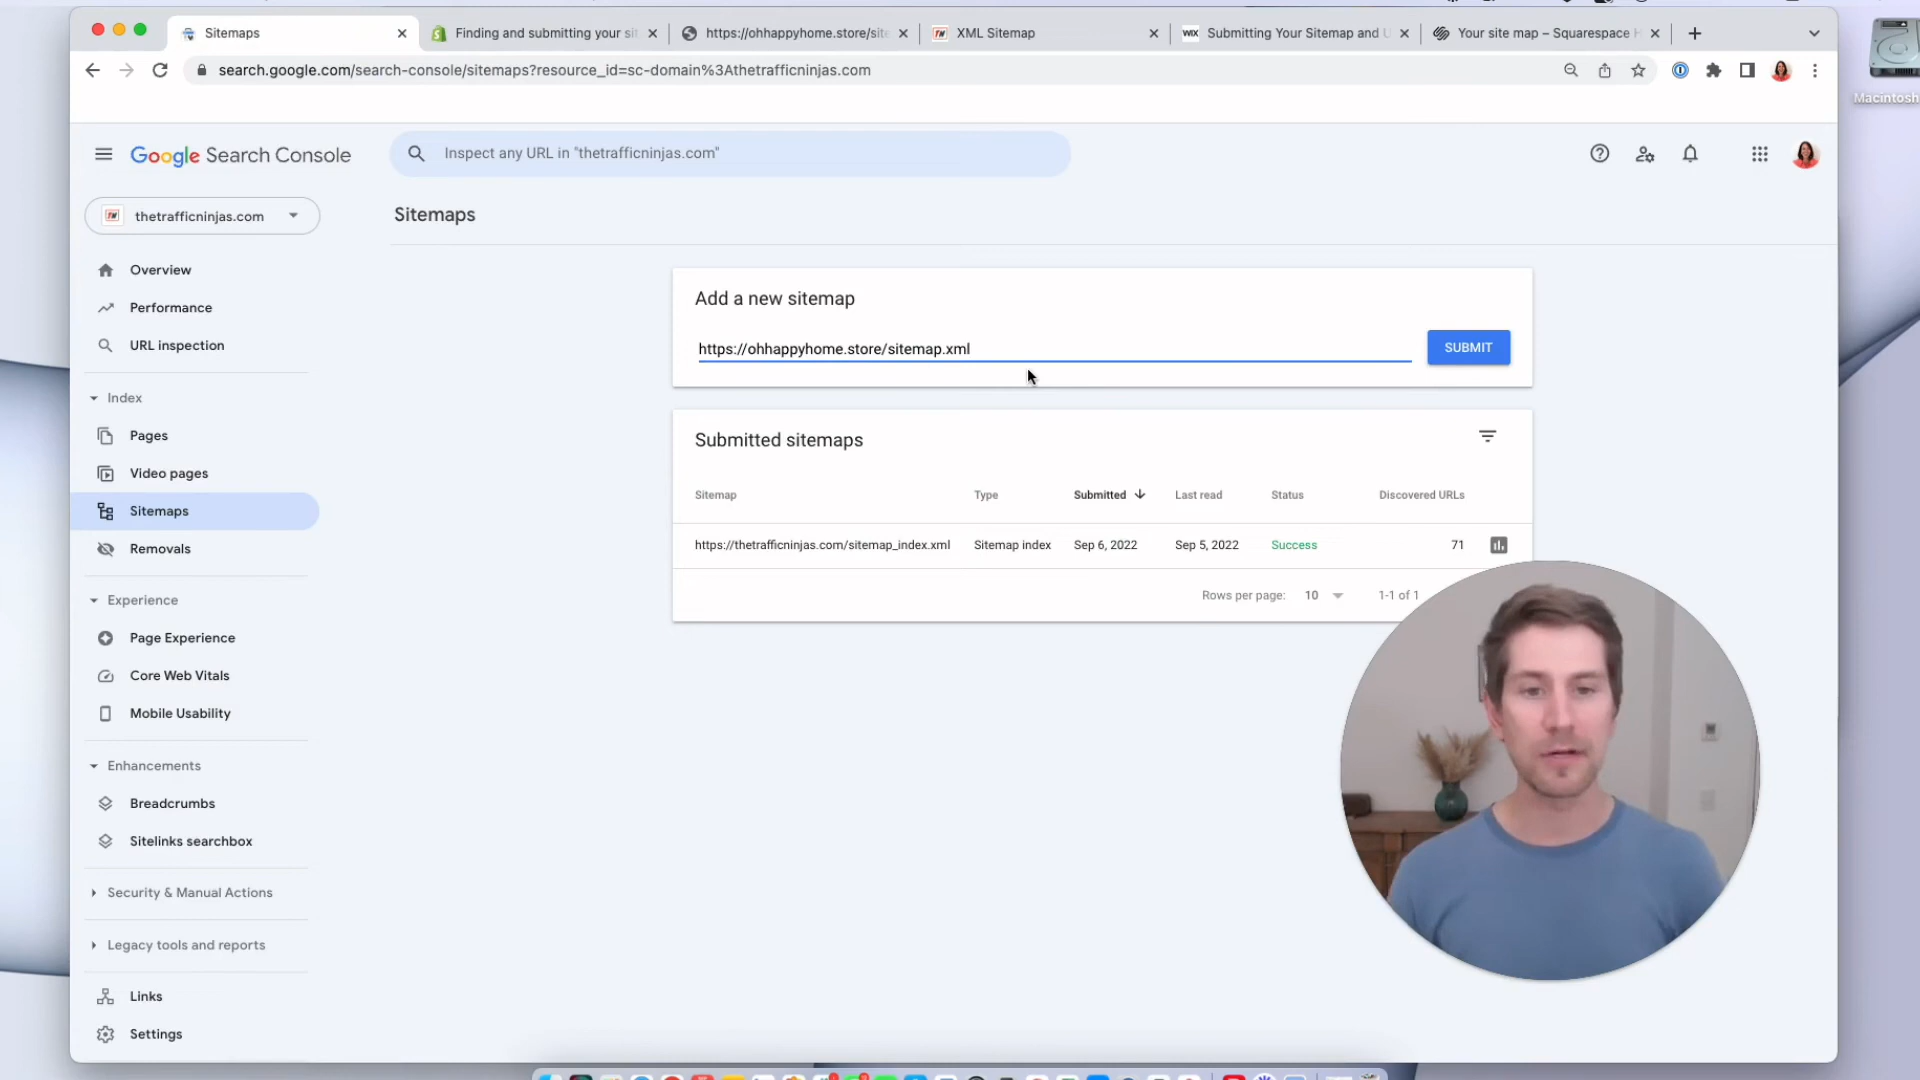 Sitemaps
Finding and submitting your sit
https://ohhappyhome.store/site
XML Sitemap
WIX Submitting Your Sitemap and U
Your site map – Squarespace H
search.google.com/search-console/sitemaps?resource_id=sc-domain%3Athetrafficninjas.com
Macintosh
Google Search Console
Inspect any URL in "thetrafficninjas.com"
thetrafficninjas.com
Sitemaps
Overview
Performance
URL inspection
Index
Pages
Video pages
Sitemaps
Removals
Experience
Page Experience
Core Web Vitals
Mobile Usability
Enhancements
Breadcrumbs
Sitelinks searchbox
Security & Manual Actions
Legacy tools and reports
Links
Settings
Add a new sitemap
https://ohhappyhome.store/sitemap.xml
SUBMIT
Submitted sitemaps
Sitemap Type Submitted Last read Status Discovered URLs
https://thetrafficninjas.com/sitemap_index.xml Sitemap index Sep 6, 2022 Sep 5, 2022 Success 71
Rows per page: 10 1-1 of 1